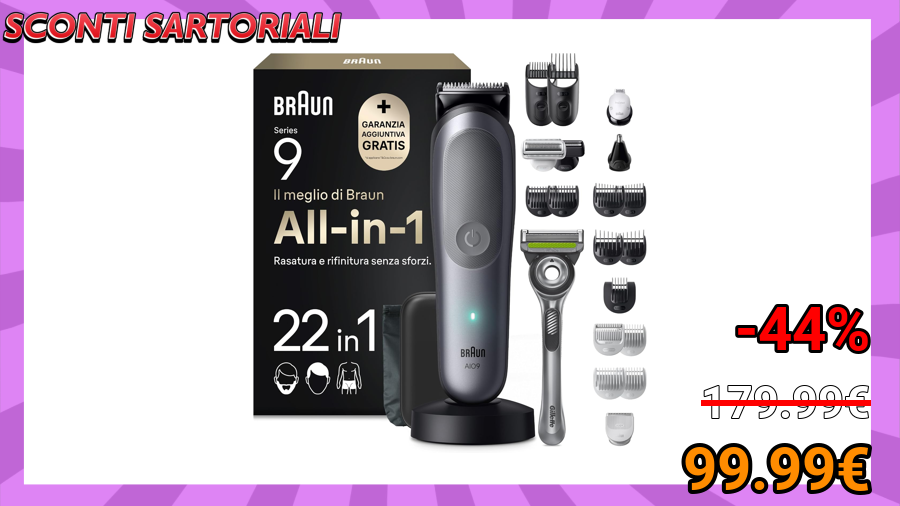 SCONTI SARTORIALI
BRAUN
BRAUN
Series
9
+
GARANZIA
AGGIUNTIVA
GRATIS
Il meglio di Braun
All-in-1
Rasatura e rifinitura senza sforzi.
22 in 1
BRAUN
AIO9
Gillette
-44%
179.99€
99.99€